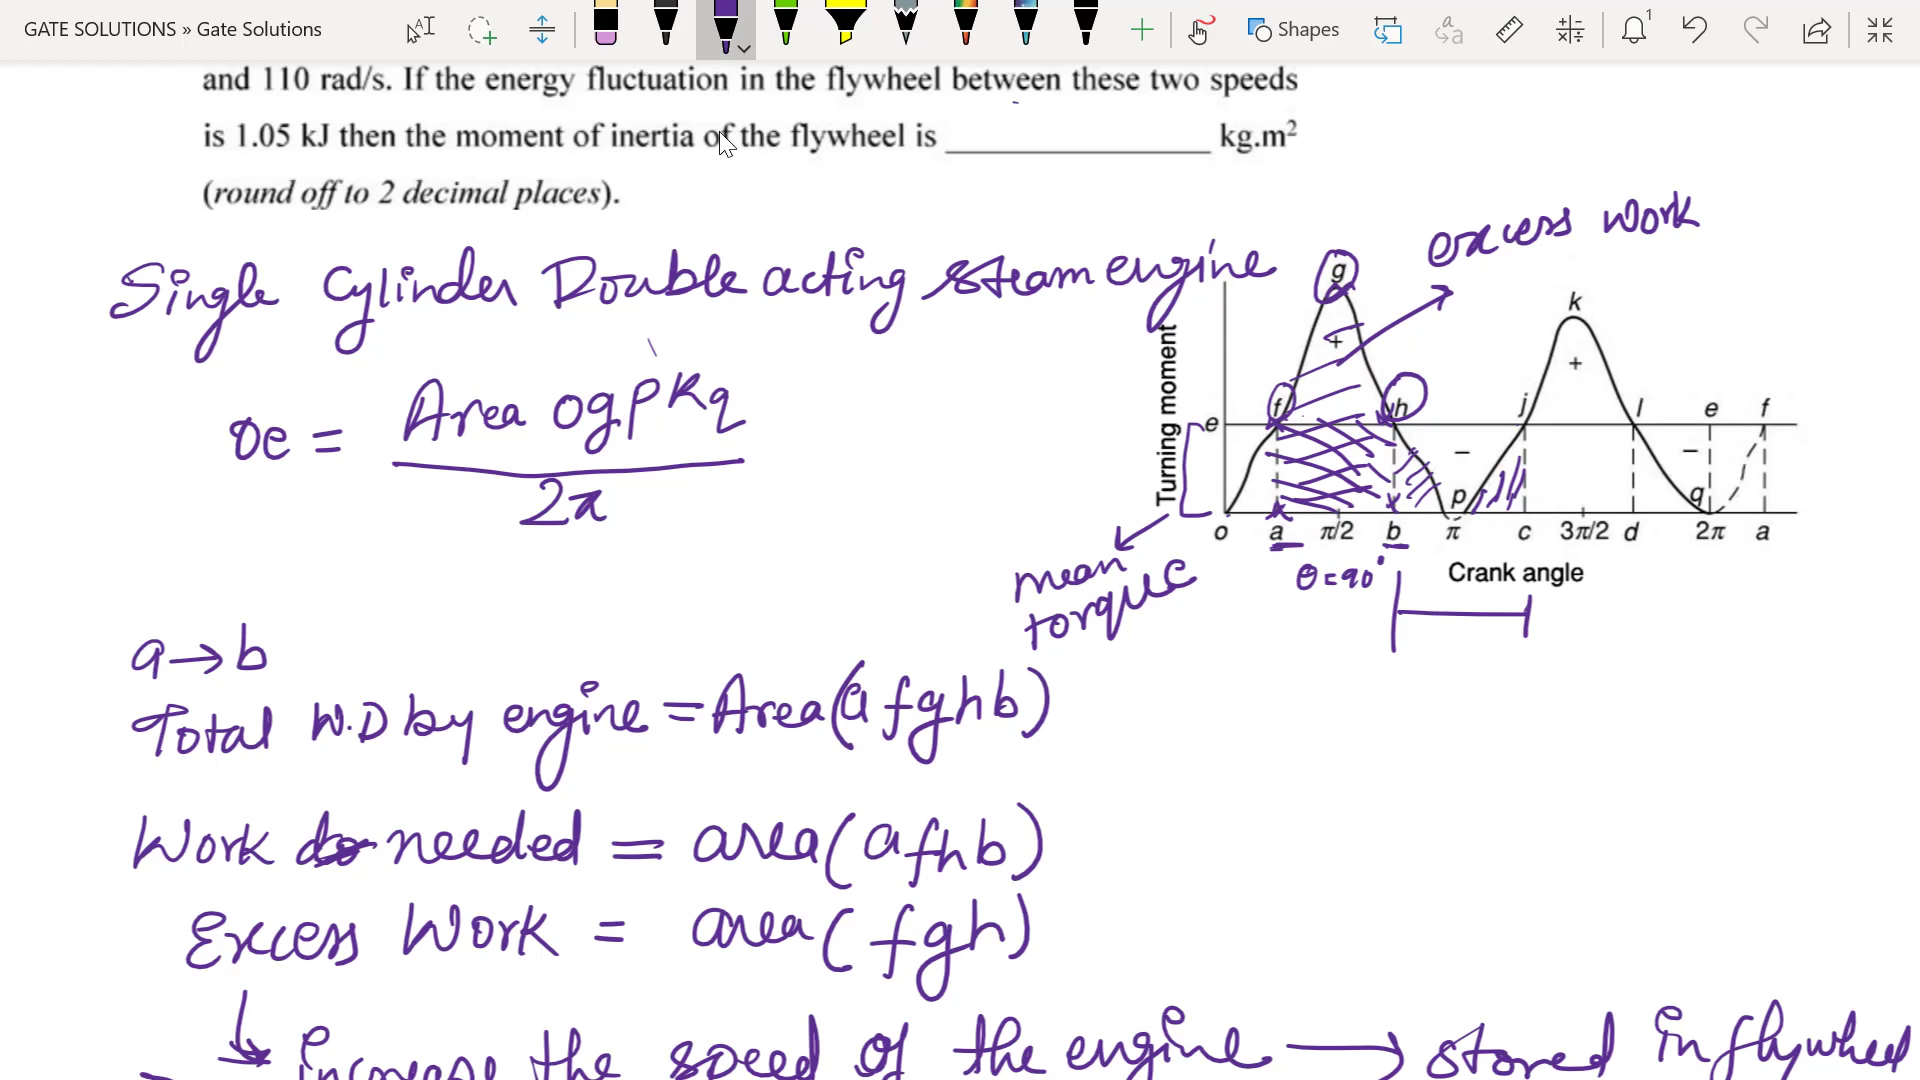 GATE SOLUTIONS » Gate Solutions
Shapes
1
and 110 rad/s. If the energy fluctuation in the flywheel between these two speeds
is 1.05 kJ then the moment of inertia of the flywheel is ____________ kg.m²
(round off to 2 decimal places).
Single Cylinder Double acting steam engine
excess work
oe = Area ogpkq / 2π
Turning moment
g
k
+
+
f h j l e f
e
− −
p q
o a π/2 b π c 3π/2 d 2π a
θ=90°
Crank angle
mean
torque
a→b
Total W.D by engine = Area(afghb)
Work needed = area(afhb)
Excess Work = area(fgh)
↳ increase the speed of the engine → stored in flywheel